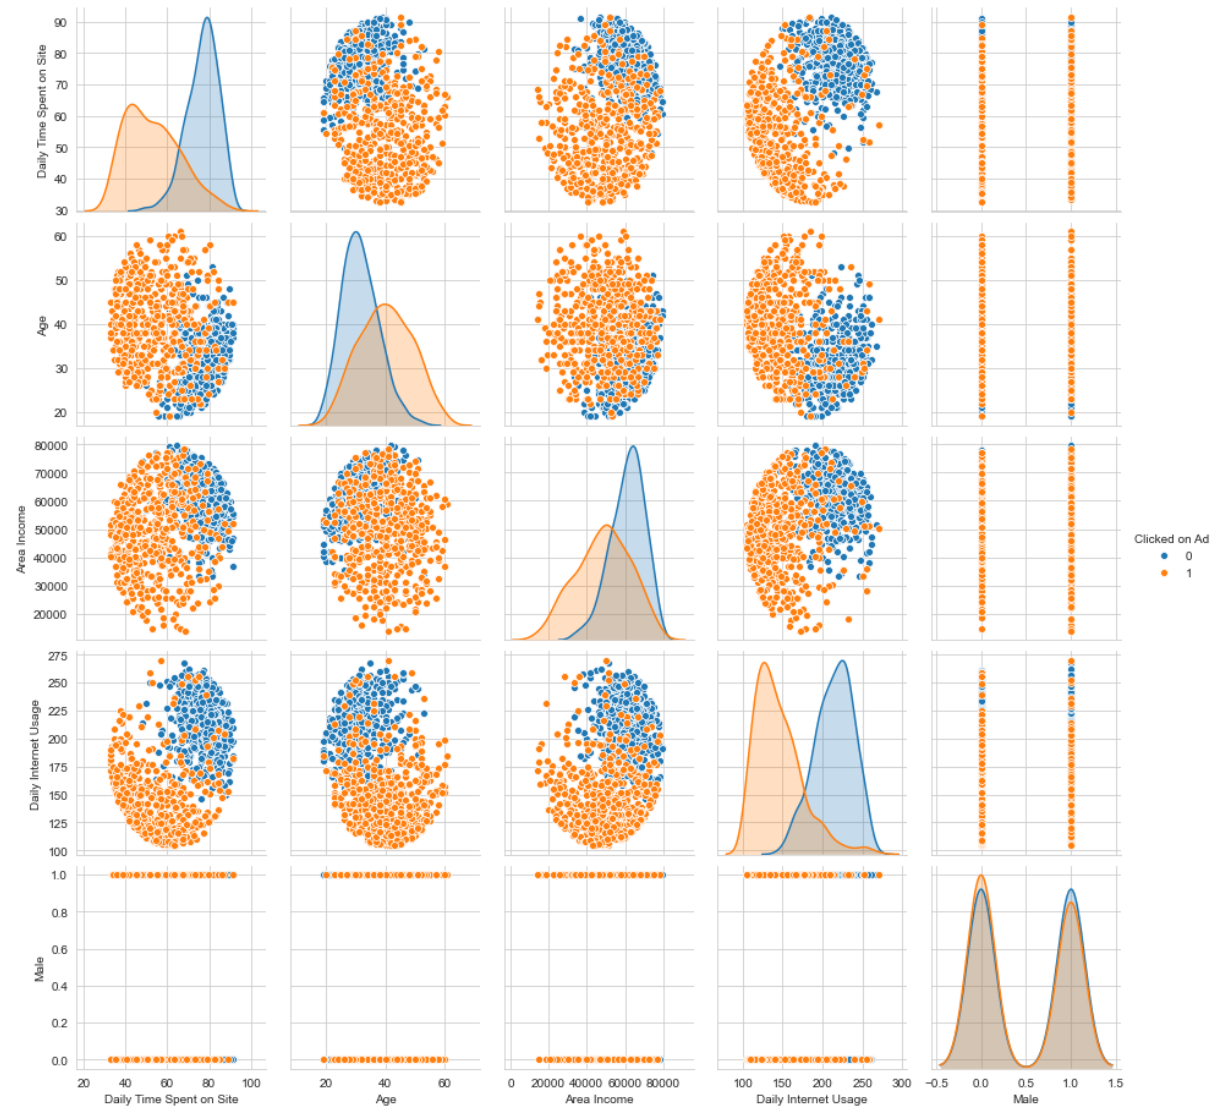 90
80
70
60
50
40
30
Daily Time Spent on Site
60
50
40
30
20
Age
80000
70000
60000
50000
40000
30000
20000
Area Income
Clicked on Ad
0
1
275
250
225
200
175
150
125
100
Daily Internet Usage
1.0
0.8
0.6
0.4
0.2
0.0
Male
20 40 60 80 100
20 40 60
0 20000 40000 60000 80000
100 150 200 250 300
−0.5 0.0 0.5 1.0 1.5
Daily Time Spent on Site
Age
Area Income
Daily Internet Usage
Male